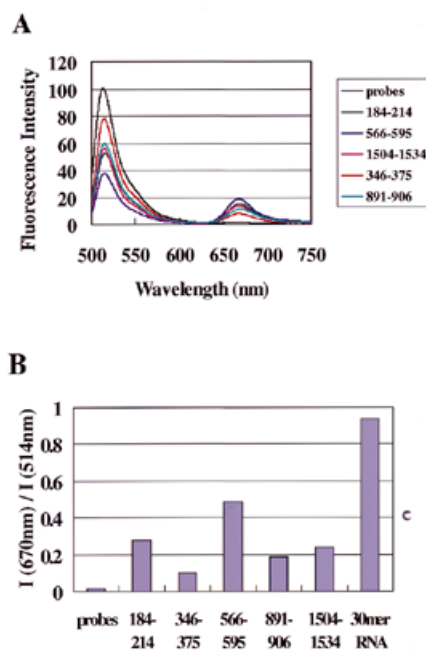 A
120
100
80
60
40
20
0
500 550 600 650 700 750
Fluorescence Intensity
Wavelength (nm)
probes
184-214
566-595
1504-1534
346-375
891-906
B
1
0.8
0.6
0.4
0.2
0
I (670nm) / I (514nm)
c
probes 184- 346- 566- 891- 1504- 30mer
214 375 595 906 1534 RNA